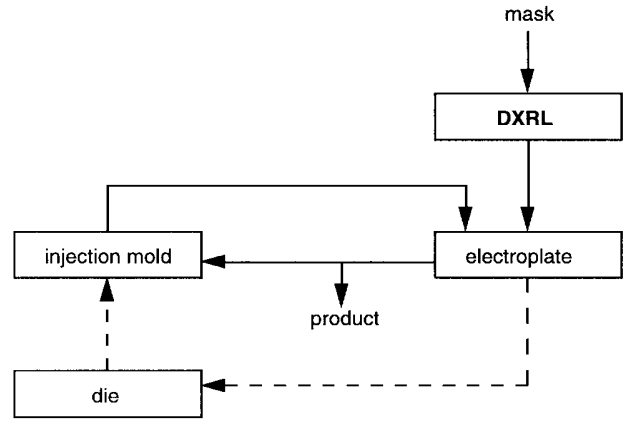 mask
DXRL
injection mold
electroplate
product
die